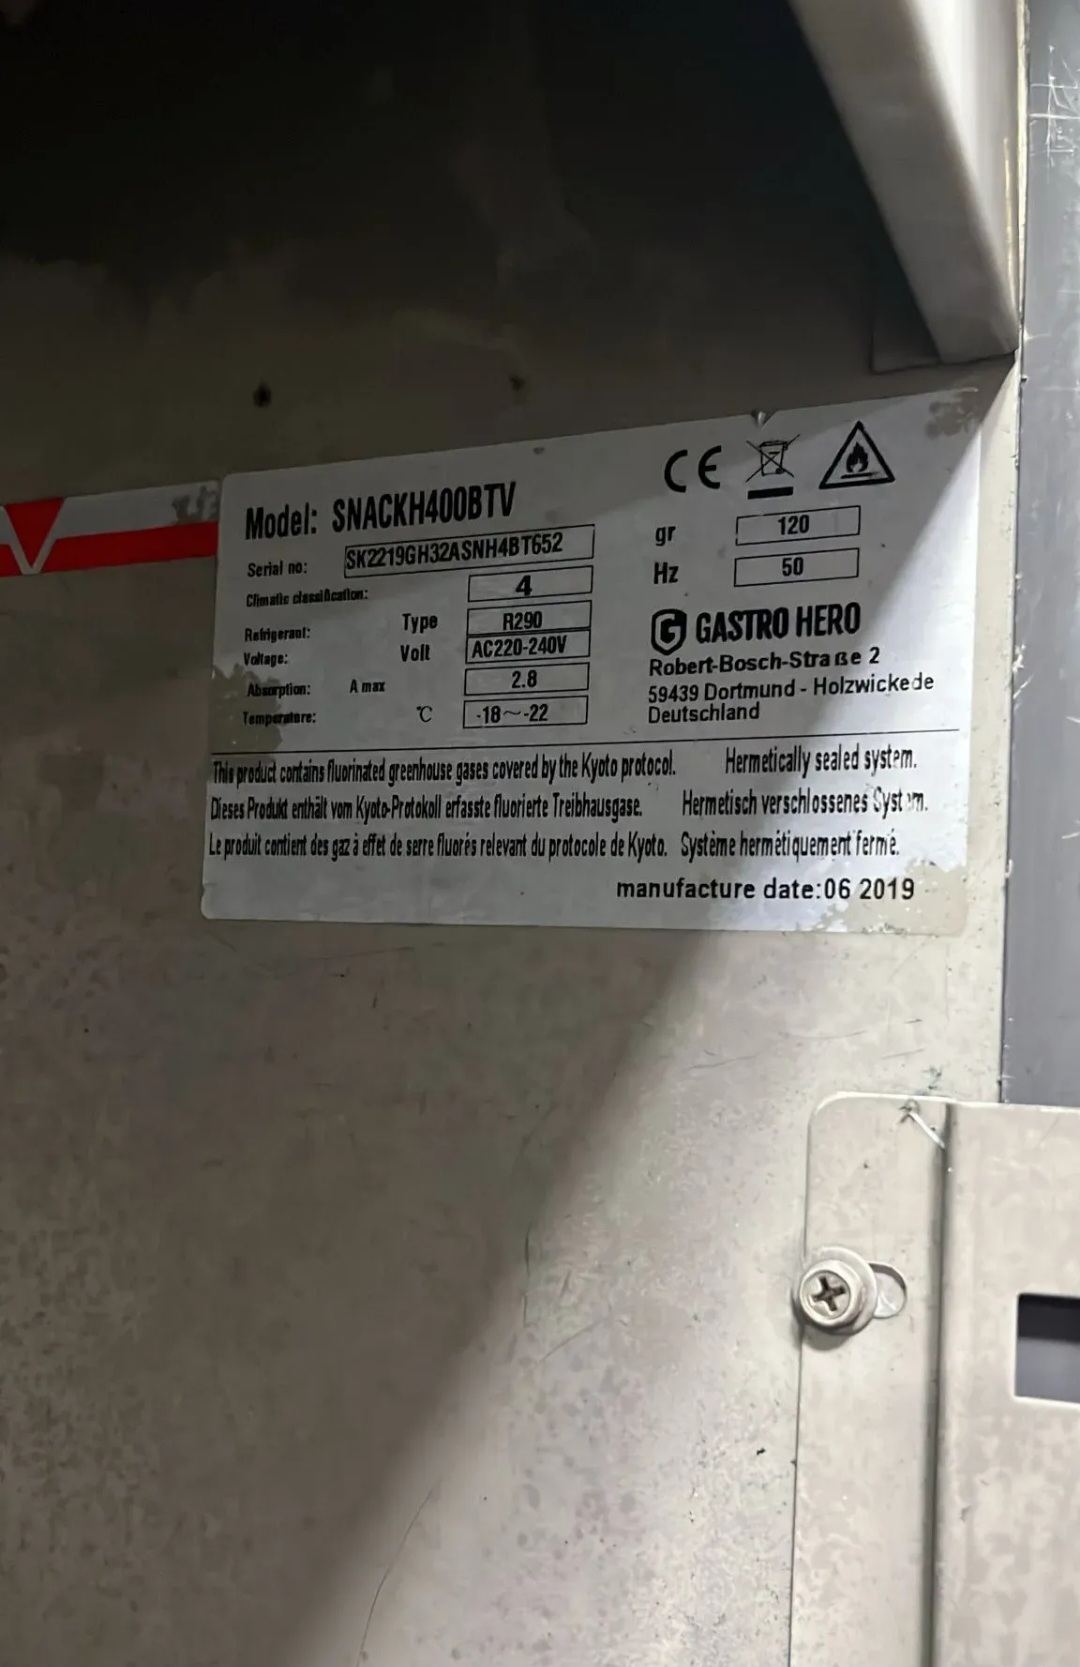 Model: SNACKH400BTV
Serial no: SK2219GH32ASNH4BT652
Climatic classification: 4
Refrigerant: Type R290
Voltage: Volt AC220-240V
Absorption: A max 2.8
Temperature: ℃ -18～-22
CE
gr 120
Hz 50
G GASTRO HERO
Robert-Bosch-Straße 2
59439 Dortmund - Holzwickede
Deutschland
This product contains fluorinated greenhouse gases covered by the Kyoto protocol. Hermetically sealed system.
Dieses Produkt enthält vom Kyoto-Protokoll erfasste fluorierte Treibhausgase. Hermetisch verschlossenes System.
Le produit contient des gaz à effet de serre fluorés relevant du protocole de Kyoto. Système hermétiquement fermé.
manufacture date:06 2019